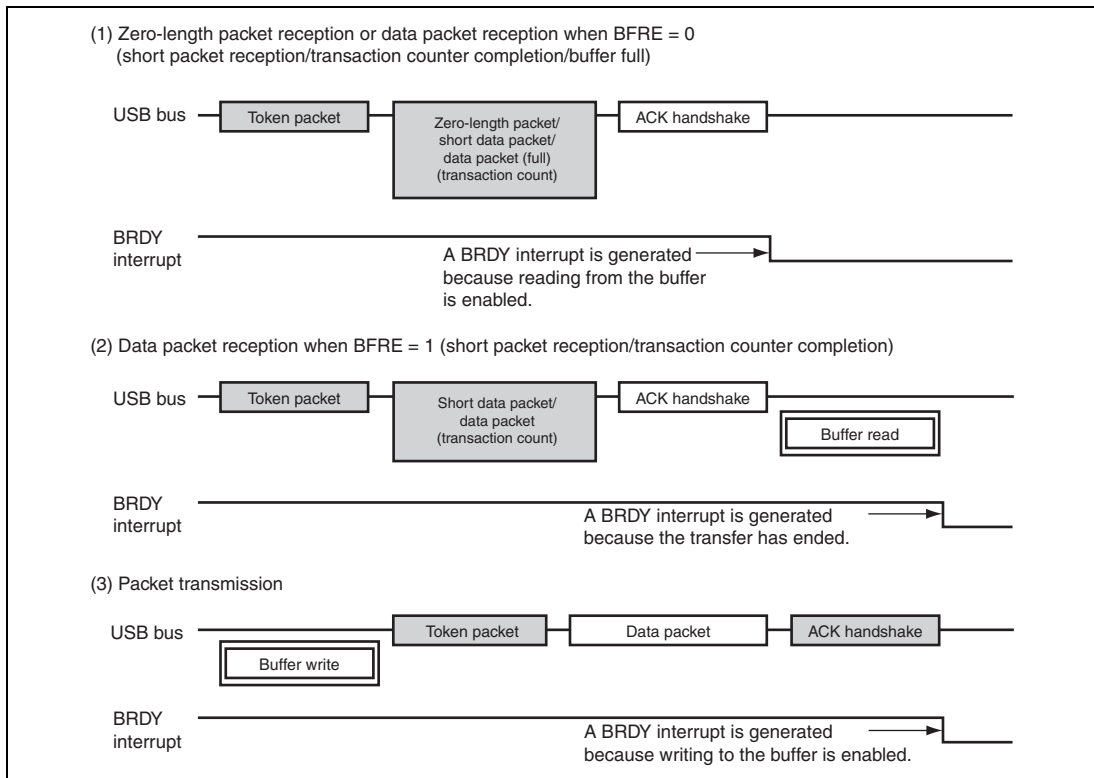 (1) Zero-length packet reception or data packet reception when BFRE = 0
(short packet reception/transaction counter completion/buffer full)
USB bus
Token packet
Zero-length packet/
short data packet/
data packet (full)
(transaction count)
ACK handshake
BRDY
interrupt
A BRDY interrupt is generated
because reading from the buffer
is enabled.
(2) Data packet reception when BFRE = 1 (short packet reception/transaction counter completion)
USB bus
Token packet
Short data packet/
data packet
(transaction count)
ACK handshake
Buffer read
BRDY
interrupt
A BRDY interrupt is generated
because the transfer has ended.
(3) Packet transmission
USB bus
Token packet
Data packet
ACK handshake
Buffer write
BRDY
interrupt
A BRDY interrupt is generated
because writing to the buffer is enabled.